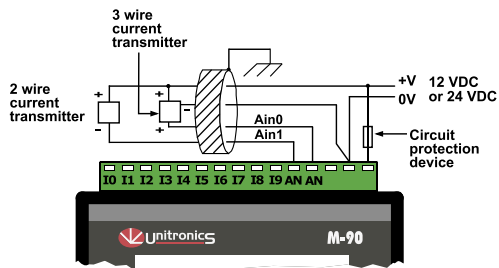 3 wire
current
transmitter
2 wire
current
transmitter
+
-
+
-
+
Ain0
Ain1
+V
0V
12 VDC
or 24 VDC
Circuit
protection
device
I0 I1 I2 I3 I4 I5 I6 I7 I8 I9 AN AN
UnitronicS
M-90